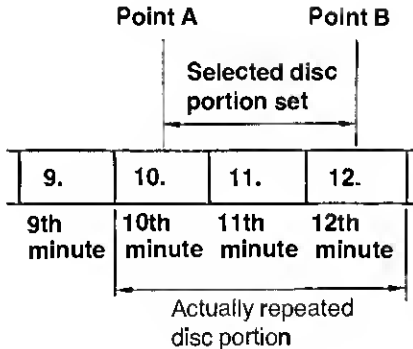 Point A Point B
Selected disc
portion set
9. 10. 11. 12.
9th 10th 11th 12th
minute minute minute minute
Actually repeated
disc portion